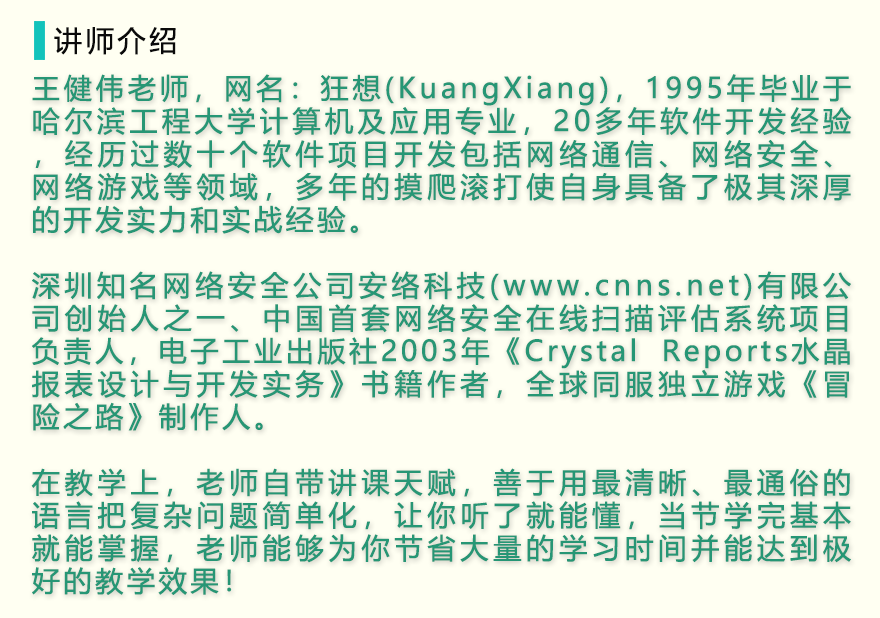 讲师介绍
王健伟老师，网名：狂想(KuangXiang)，1995年毕业于
哈尔滨工程大学计算机及应用专业，20多年软件开发经验
，经历过数十个软件项目开发包括网络通信、网络安全、
网络游戏等领域，多年的摸爬滚打使自身具备了极其深厚
的开发实力和实战经验。
深圳知名网络安全公司安络科技(www.cnns.net)有限公
司创始人之一、中国首套网络安全在线扫描评估系统项目
负责人，电子工业出版社2003年《Crystal Reports水晶
报表设计与开发实务》书籍作者，全球同服独立游戏《冒
险之路》制作人。
在教学上，老师自带讲课天赋，善于用最清晰、最通俗的
语言把复杂问题简单化，让你听了就能懂，当节学完基本
就能掌握，老师能够为你节省大量的学习时间并能达到极
好的教学效果！